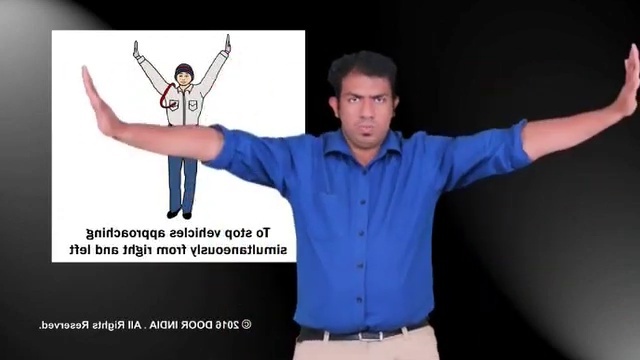 To stop vehicles approaching
simultaneously from right and left
© 2016 DOOR INDIA . All Rights Reserved.